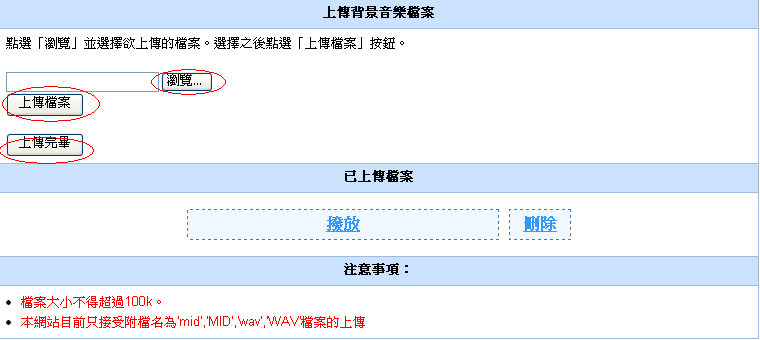 上傳背景音樂檔案
點選「瀏覽」並選擇欲上傳的檔案。選擇之後點選「上傳檔案」按鈕。
瀏覽...
上傳檔案
上傳完畢
已上傳檔案
撥放 刪除
注意事項：
檔案大小不得超過100k。
本網站目前只接受附檔名為'mid','MID','wav','WAV'檔案的上傳